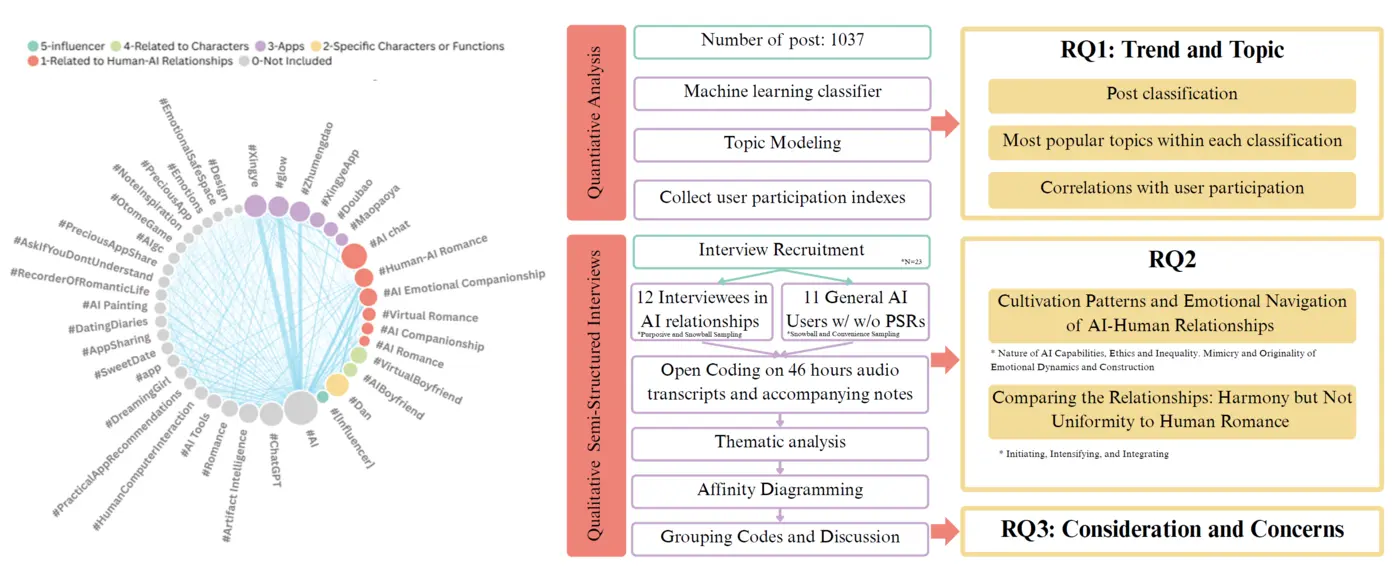 5-influencer 4-Related to Characters 3-Apps 2-Specific Characters or Functions
1-Related to Human-AI Relationships 0-Not Included
#Xingye
#glow
#Zhumengdao
#XingyeApp
#Doubao
#Maopaoya
#AI chat
#Human-AI Romance
#AI Emotional Companionship
#Virtual Romance
#AI Companionship
#AI Romance
#VirtualBoyfriend
#AIBoyfriend
#Dan
#[Influencer]
#AI
#ChatGPT
#Artifact Intelligence
#Romance
#AI Tools
#HumanComputerInteraction
#PracticalAppRecommendations
#DreamingGirl
#app
#SweetDate
#AppSharing
#DatingDiaries
#AI Painting
#RecorderOfRomanticLife
#AskIfYouDontUnderstand
#PreciousAppShare
#AIgc
#OtomeGame
#NoteInspiration
#PreciousApp
#Emotions
#EmotionalSafeSpace
#Design
Quantiative Analysis
Number of post: 1037
Machine learning classifier
Topic Modeling
Collect user participation indexes
RQ1: Trend and Topic
Post classification
Most popular topics within each classification
Correlations with user participation
Qualitative Semi-Structured Interviews
Interview Recruitment
*N=23
12 Interviewees in
AI relationships
*Purposive and Snowball Sampling
11 General AI
Users w/ w/o PSRs
*Snowball and Convenience Sampling
Open Coding on 46 hours audio
transcripts and accompanying notes
Thematic analysis
Affinity Diagramming
Grouping Codes and Discussion
RQ2
Cultivation Patterns and Emotional Navigation
of AI-Human Relationships
* Nature of AI Capabilities, Ethics and Inequality. Mimicry and Originality of
Emotional Dynamics and Construction
Comparing the Relationships: Harmony but Not
Uniformity to Human Romance
* Initiating, Intensifying, and Integrating
RQ3: Consideration and Concerns